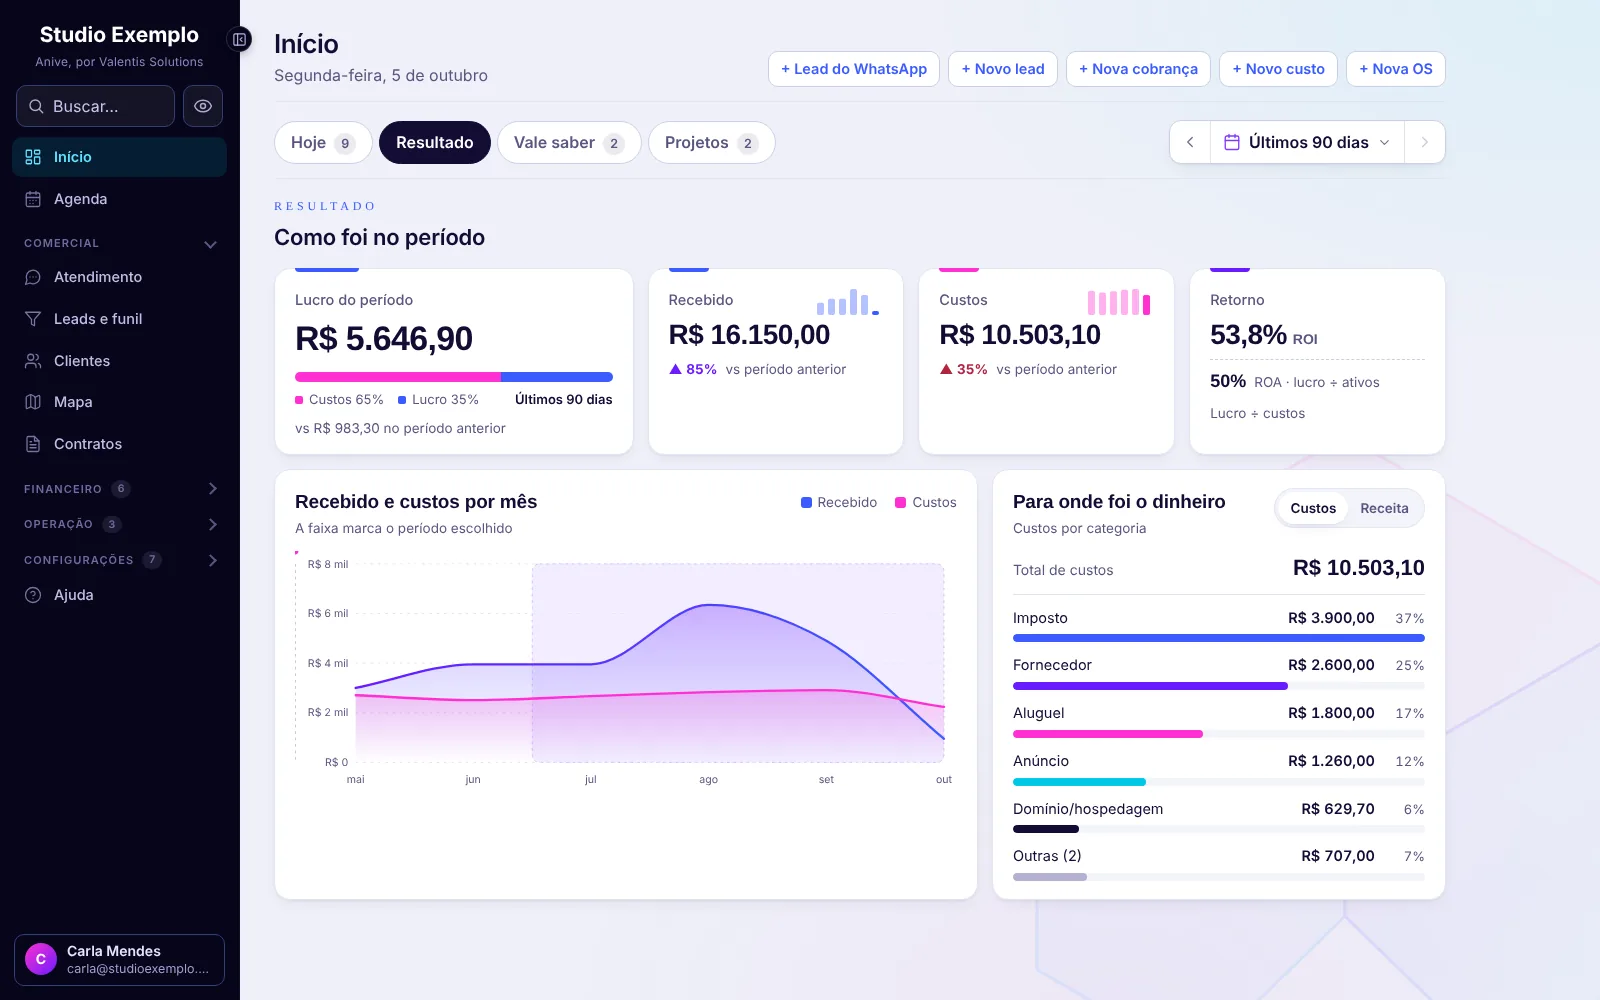 Studio Exemplo
Anive, por Valentis Solutions
Buscar...
Início
Agenda
COMERCIAL
Atendimento
Leads e funil
Clientes
Mapa
Contratos
FINANCEIRO 6
OPERAÇÃO 3
CONFIGURAÇÕES 7
Ajuda
C
Carla Mendes
carla@studioexemplo....
Início
Segunda-feira, 5 de outubro
+ Lead do WhatsApp
+ Novo lead
+ Nova cobrança
+ Novo custo
+ Nova OS
Hoje 9
Resultado
Vale saber 2
Projetos 2
Últimos 90 dias
RESULTADO
Como foi no período
Lucro do período
R$ 5.646,90
Custos 65% Lucro 35% Últimos 90 dias
vs R$ 983,30 no período anterior
Recebido
R$ 16.150,00
85% vs período anterior
Custos
R$ 10.503,10
35% vs período anterior
Retorno
53,8% ROI
50% ROA · lucro ÷ ativos
Lucro ÷ custos
Recebido e custos por mês
A faixa marca o período escolhido
Recebido Custos
R$ 8 mil
R$ 6 mil
R$ 4 mil
R$ 2 mil
R$ 0
mai jun jul ago set out
Para onde foi o dinheiro
Custos por categoria
Custos Receita
Total de custos R$ 10.503,10
Imposto R$ 3.900,00 37%
Fornecedor R$ 2.600,00 25%
Aluguel R$ 1.800,00 17%
Anúncio R$ 1.260,00 12%
Domínio/hospedagem R$ 629,70 6%
Outras (2) R$ 707,00 7%